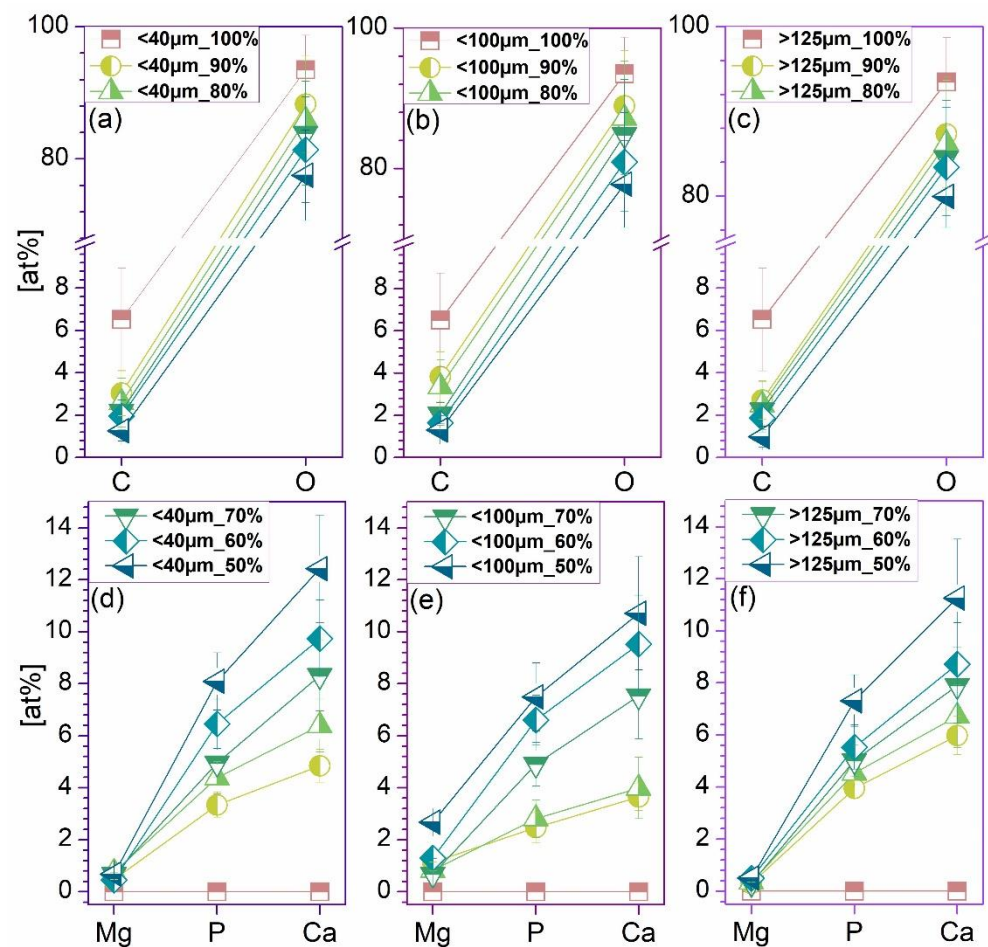 100
80
8
6
4
2
0
[at%]
<40µm_100%
<40µm_90%
<40µm_80%
(a)
C
O
100
80
8
6
4
2
0
<100µm_100%
<100µm_90%
<100µm_80%
(b)
C
O
100
80
8
6
4
2
0
>125µm_100%
>125µm_90%
>125µm_80%
(c)
C
O
14
12
10
8
6
4
2
0
[at%]
<40µm_70%
<40µm_60%
<40µm_50%
(d)
Mg
P
Ca
14
12
10
8
6
4
2
0
<100µm_70%
<100µm_60%
<100µm_50%
(e)
Mg
P
Ca
14
12
10
8
6
4
2
0
>125µm_70%
>125µm_60%
>125µm_50%
(f)
Mg
P
Ca